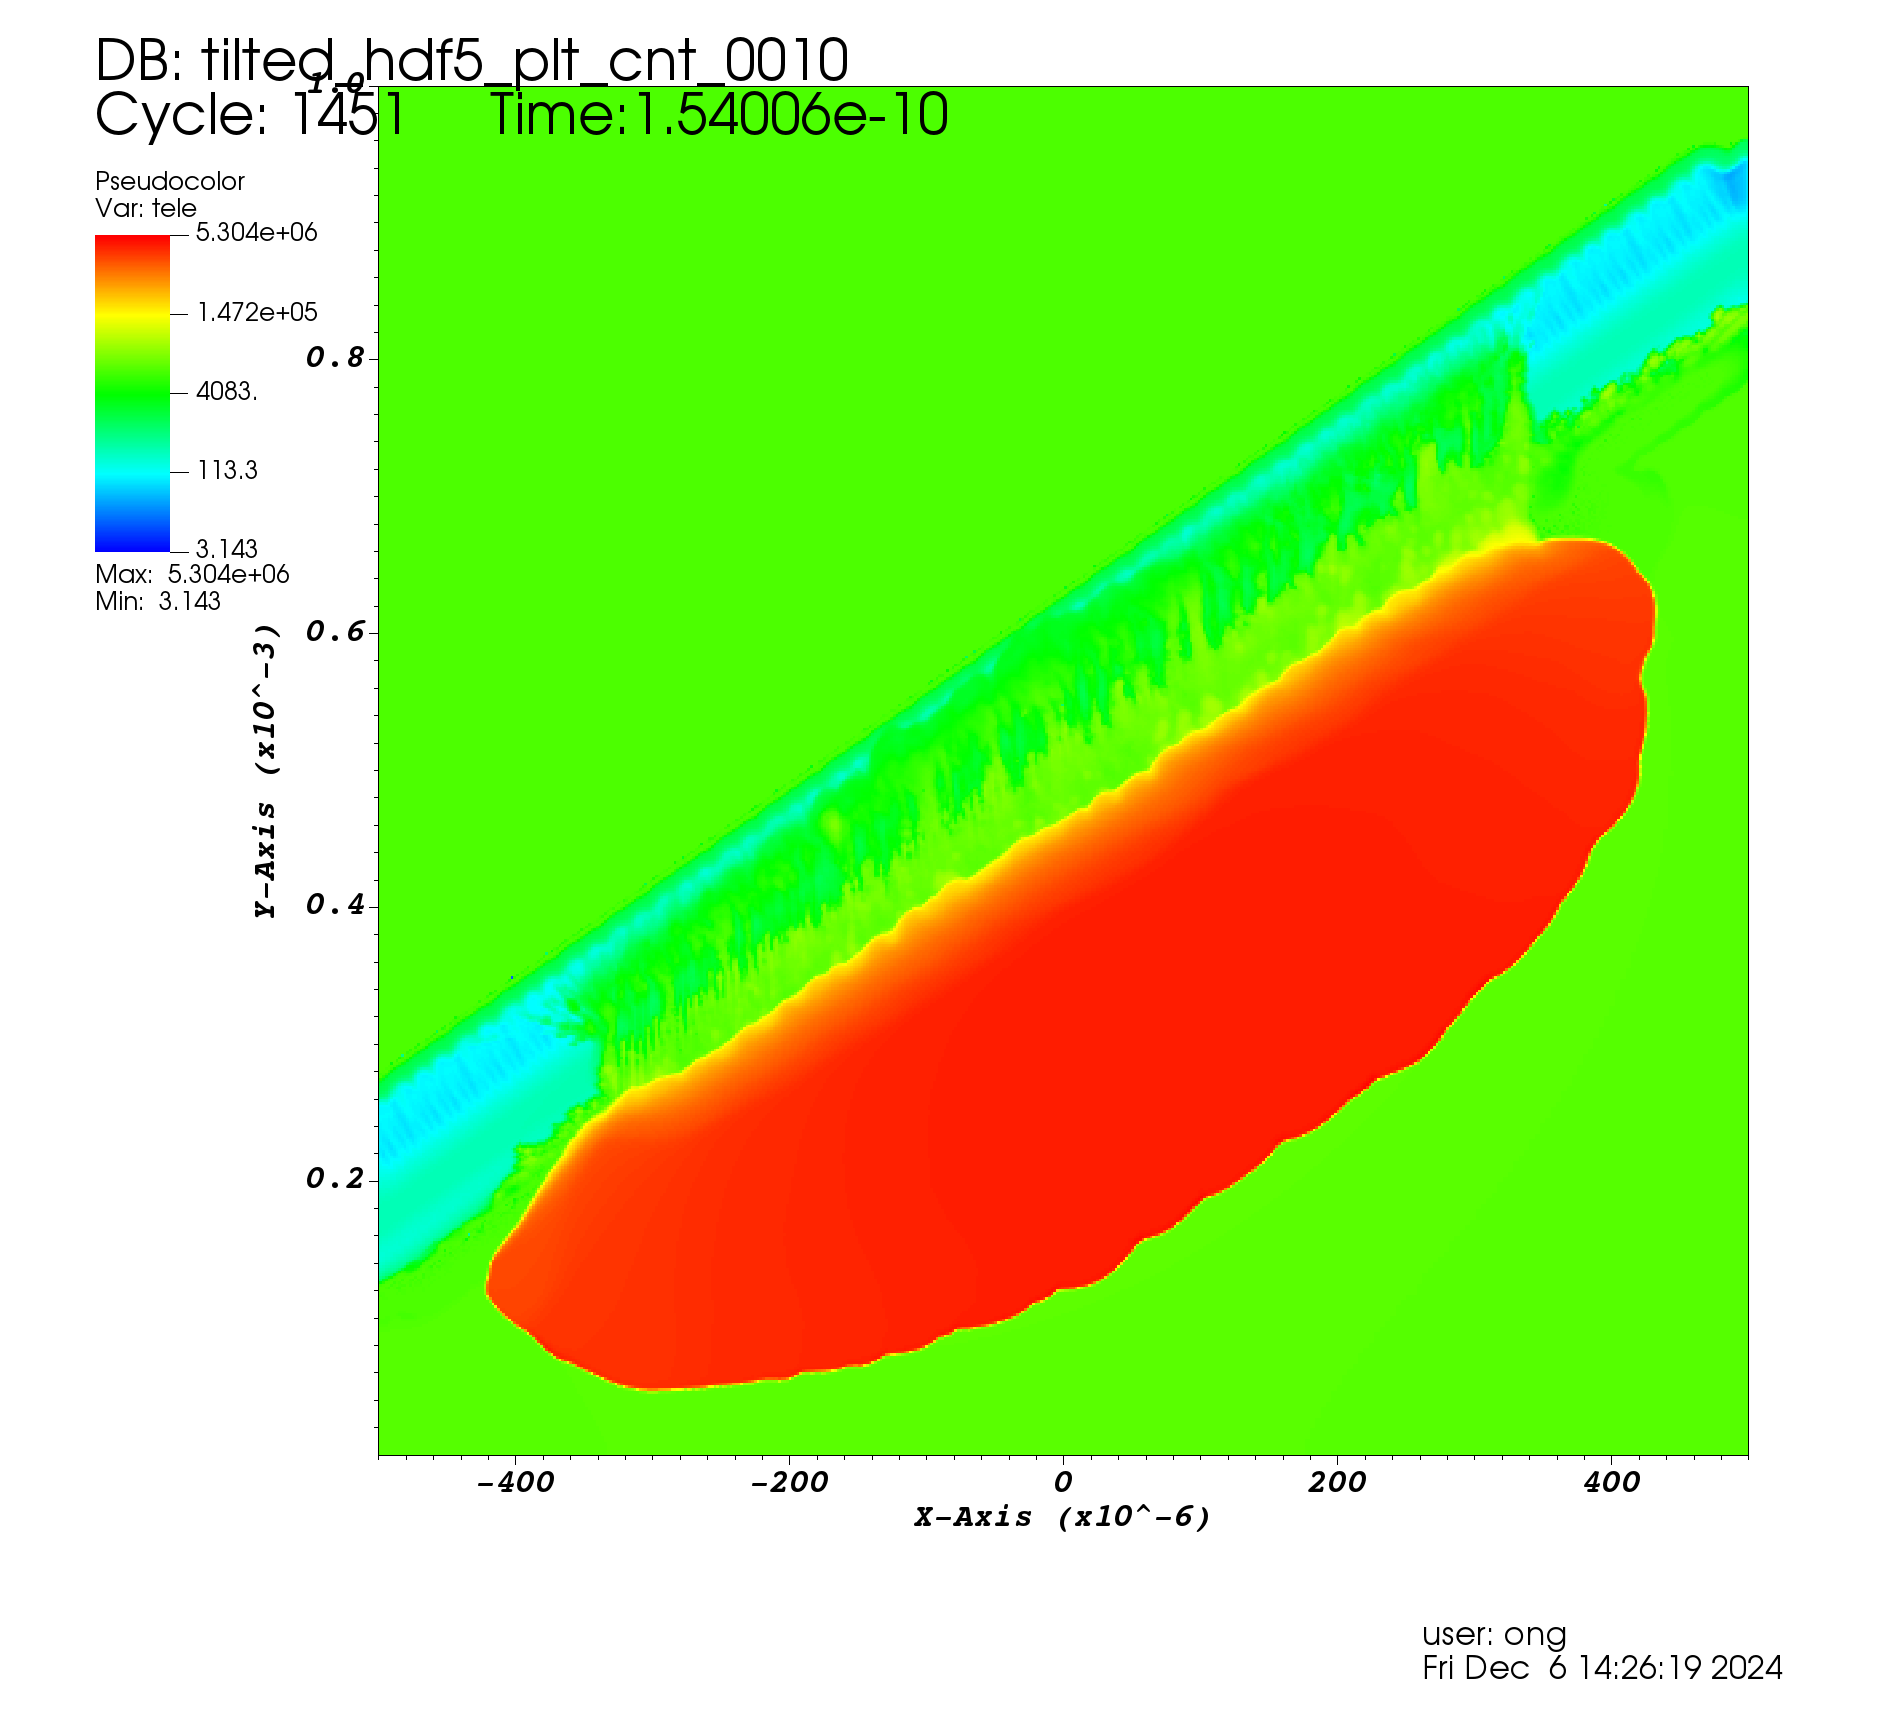 DB: tilted_hdf5_plt_cnt_0010
Cycle: 1451 Time:1.54006e-10
Pseudocolor
Var: tele
5.304e+06
1.472e+05
4083.
113.3
3.143
Max: 5.304e+06
Min: 3.143
1.0
0.8
0.6
0.4
0.2
Y-Axis (x10^-3)
-400
-200
0
200
400
X-Axis (x10^-6)
user: ong
Fri Dec 6 14:26:19 2024